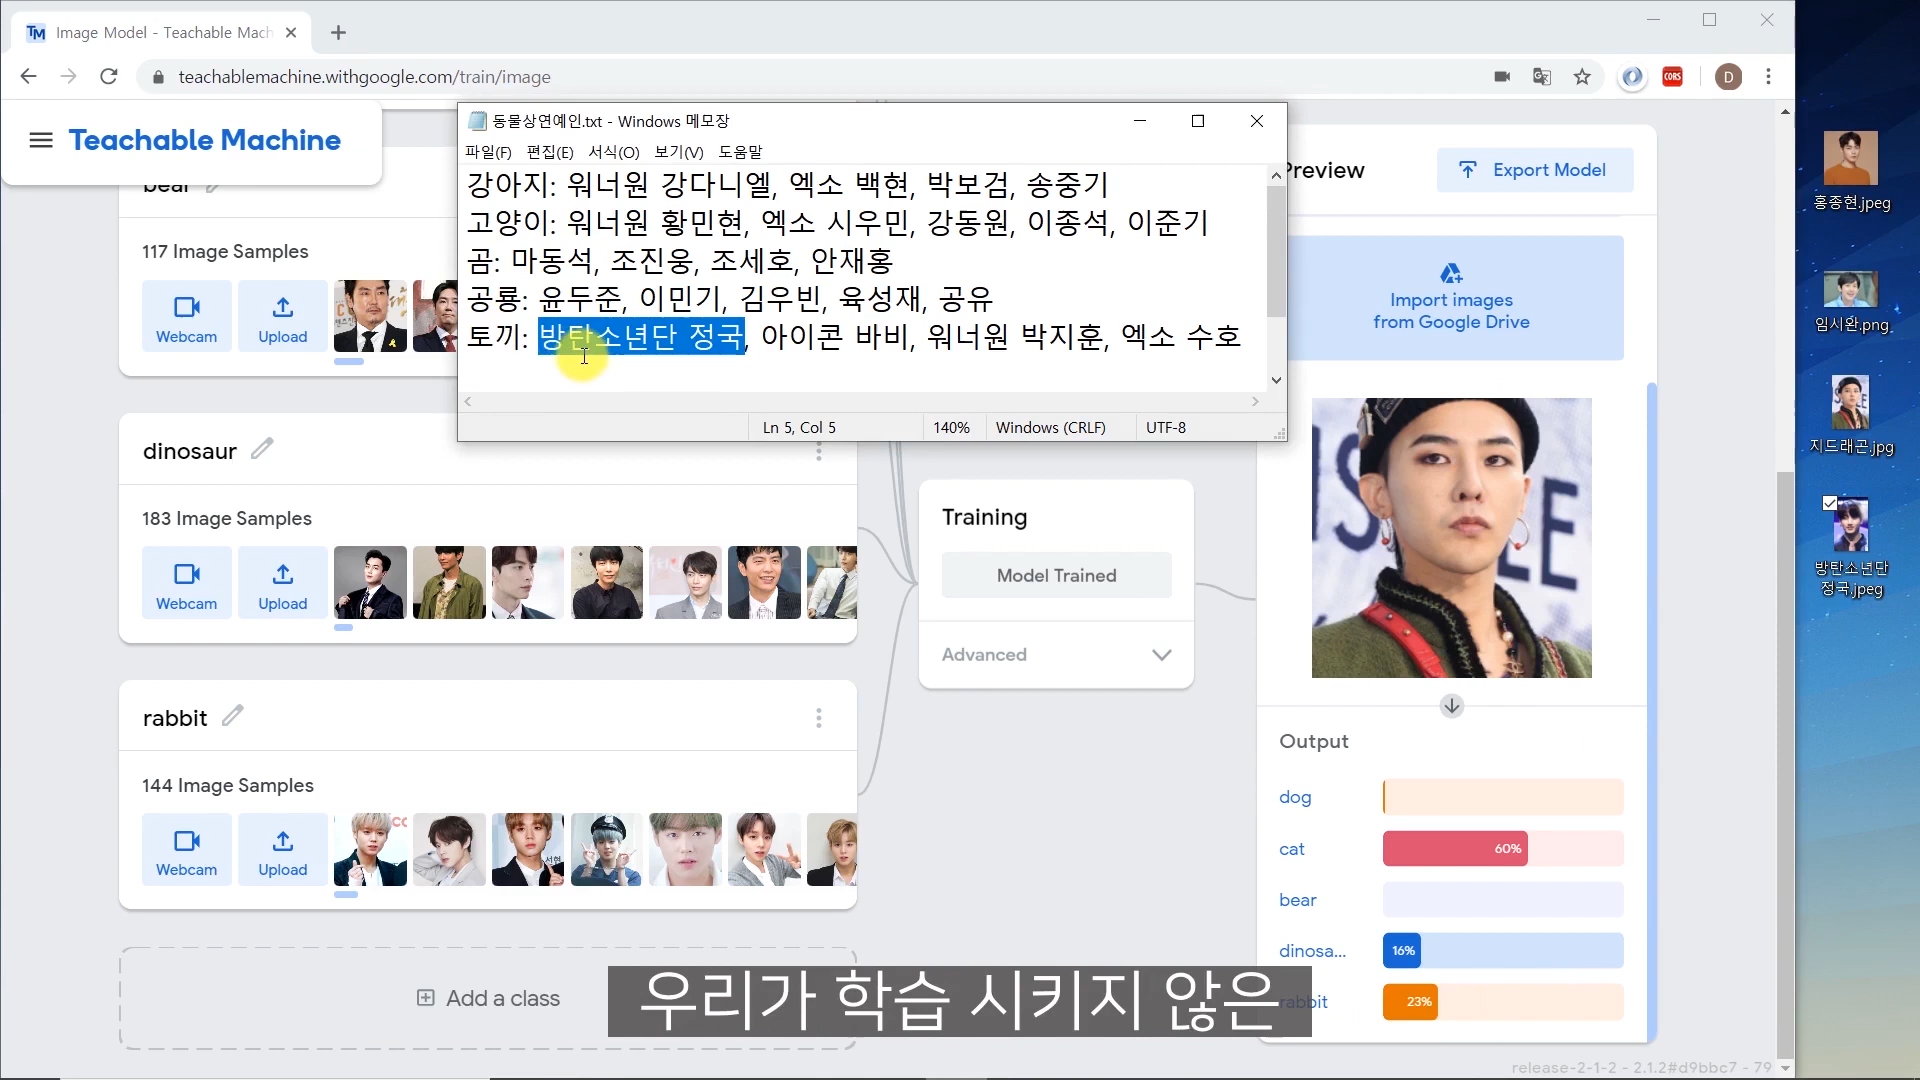 Image Model - Teachable Mach
teachablemachine.withgoogle.com/train/image
CORS
D
Teachable Machine
bear
117 Image Samples
Webcam
Upload
동물상연예인.txt - Windows 메모장
파일(F) 편집(E) 서식(O) 보기(V) 도움말
강아지: 워너원 강다니엘, 엑소 백현, 박보검, 송중기
고양이: 워너원 황민현, 엑소 시우민, 강동원, 이종석, 이준기
곰: 마동석, 조진웅, 조세호, 안재홍
공룡: 윤두준, 이민기, 김우빈, 육성재, 공유
토끼: 방탄소년단 정국, 아이콘 바비, 워너원 박지훈, 엑소 수호
Ln 5, Col 5
140%
Windows (CRLF)
UTF-8
dinosaur
183 Image Samples
Webcam
Upload
rabbit
144 Image Samples
Webcam
Upload
Add a class
Training
Model Trained
Advanced
Preview
Export Model
Import images
from Google Drive
Output
dog
cat
60%
bear
dinosa...
16%
rabbit
23%
우리가 학습 시키지 않은
release-2-1-2 - 2.1.2#d9bbc7 - 79
홍종현.jpeg
임시완.png
지드래곤.jpg
방탄소년단
정국.jpeg